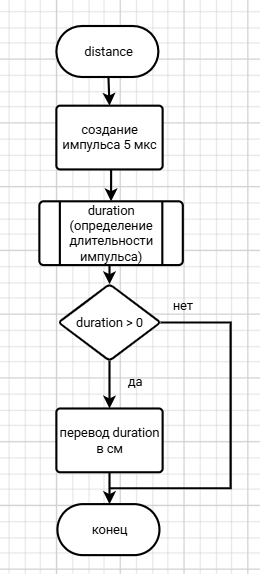 distance
создание
импульса 5 мкс
duration
(определение
длительности
импульса)
нет
duration > 0
да
перевод duration
в см
конец